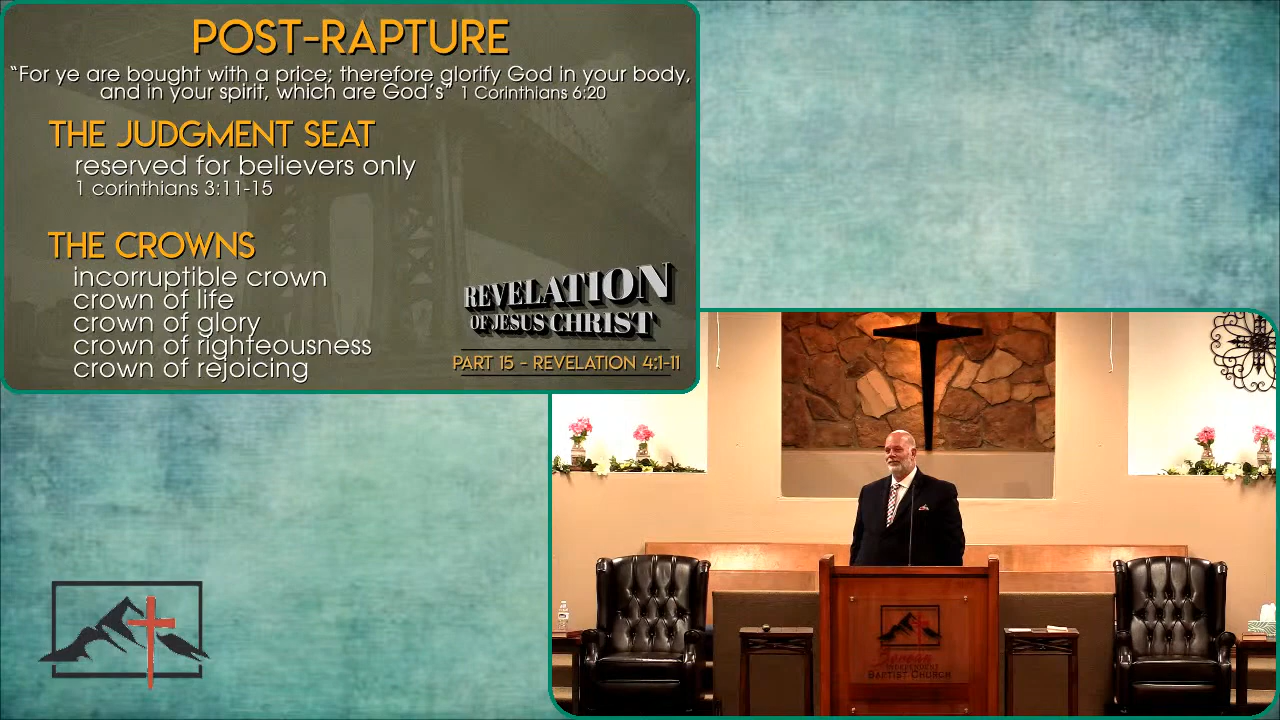 POST-RAPTURE
“For ye are bought with a price; therefore glorify God in your body,
and in your spirit, which are God’s” 1 Corinthians 6:20
THE JUDGMENT SEAT
reserved for believers only
1 corinthians 3:11-15
THE CROWNS
incorruptible crown
crown of life
crown of glory
crown of righteousness
crown of rejoicing
REVELATION
OF JESUS CHRIST
PART 15 - REVELATION 4:1-11
INDEPENDENT
BAPTIST CHURCH